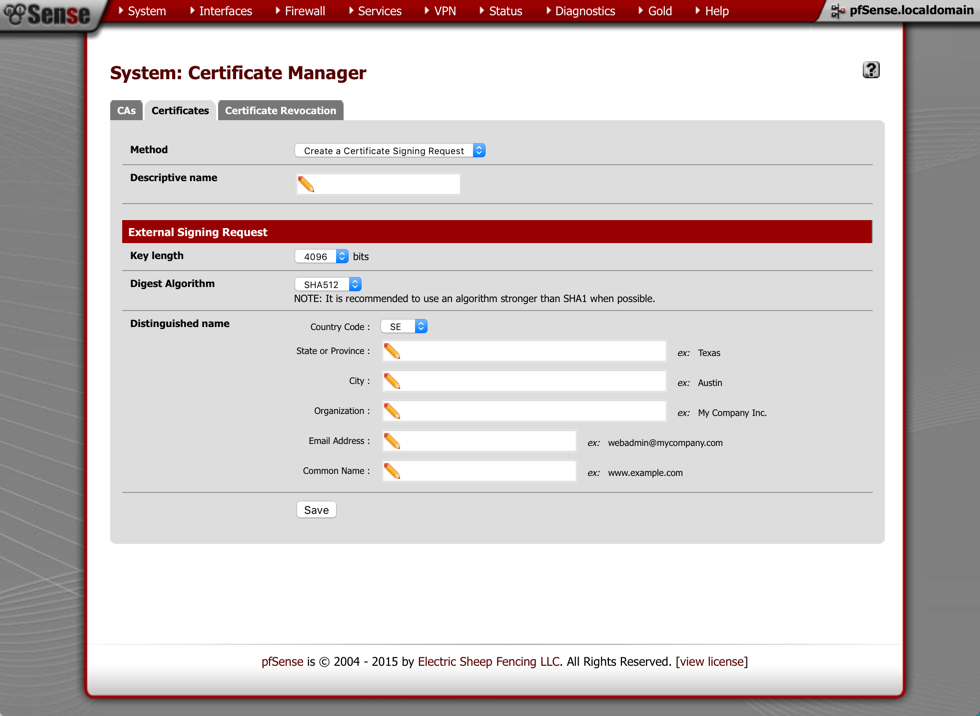 Sense
System Interfaces Firewall Services VPN Status Diagnostics Gold Help
pfSense.localdomain
System: Certificate Manager
?
CAs Certificates Certificate Revocation
Method Create a Certificate Signing Request
Descriptive name
External Signing Request
Key length 4096 bits
Digest Algorithm SHA512
NOTE: It is recommended to use an algorithm stronger than SHA1 when possible.
Distinguished name Country Code : SE
State or Province : ex: Texas
City : ex: Austin
Organization : ex: My Company Inc.
Email Address : ex: webadmin@mycompany.com
Common Name : ex: www.example.com
Save
pfSense is © 2004 - 2015 by Electric Sheep Fencing LLC. All Rights Reserved. [view license]